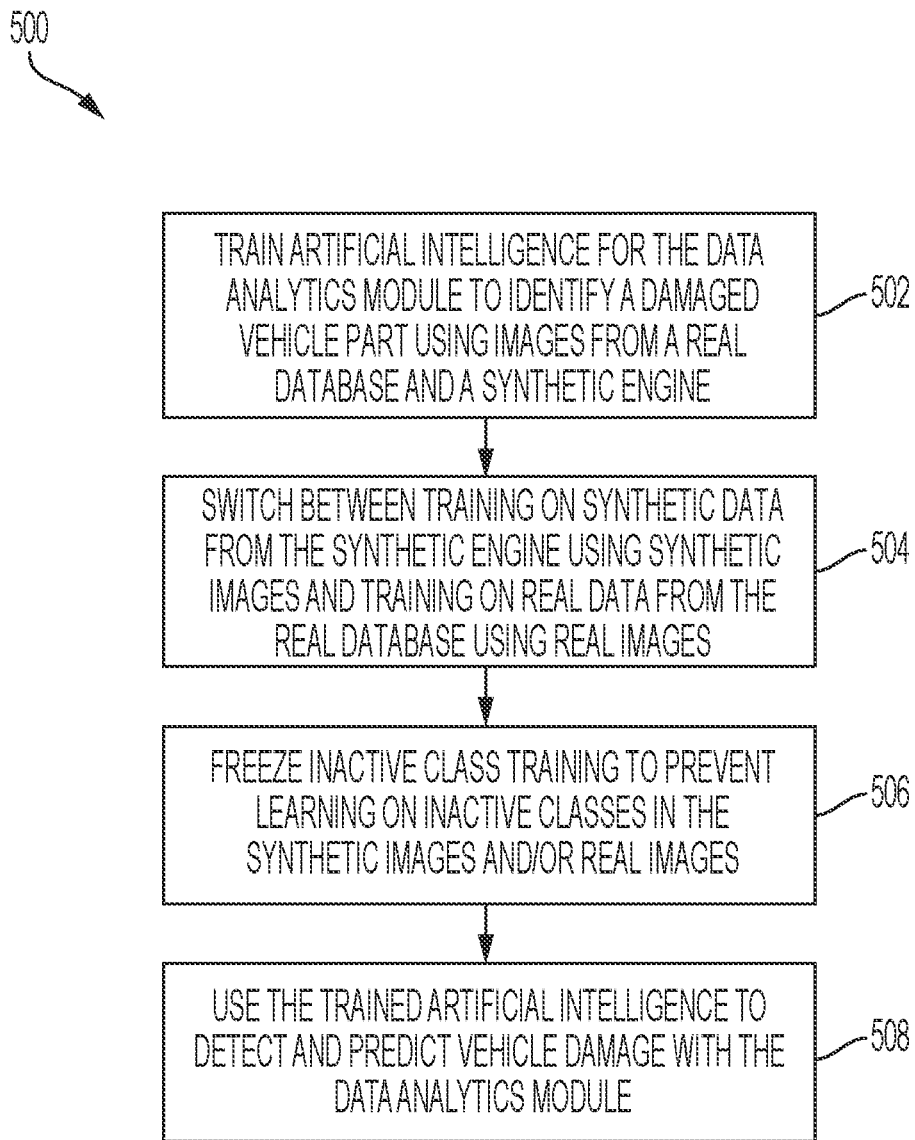 500
TRAIN ARTIFICIAL INTELLIGENCE FOR THE DATA
ANALYTICS MODULE TO IDENTIFY A DAMAGED
VEHICLE PART USING IMAGES FROM A REAL
DATABASE AND A SYNTHETIC ENGINE
502
SWITCH BETWEEN TRAINING ON SYNTHETIC DATA
FROM THE SYNTHETIC ENGINE USING SYNTHETIC
IMAGES AND TRAINING ON REAL DATA FROM THE
REAL DATABASE USING REAL IMAGES
504
FREEZE INACTIVE CLASS TRAINING TO PREVENT
LEARNING ON INACTIVE CLASSES IN THE
SYNTHETIC IMAGES AND/OR REAL IMAGES
506
USE THE TRAINED ARTIFICIAL INTELLIGENCE TO
DETECT AND PREDICT VEHICLE DAMAGE WITH THE
DATA ANALYTICS MODULE
508